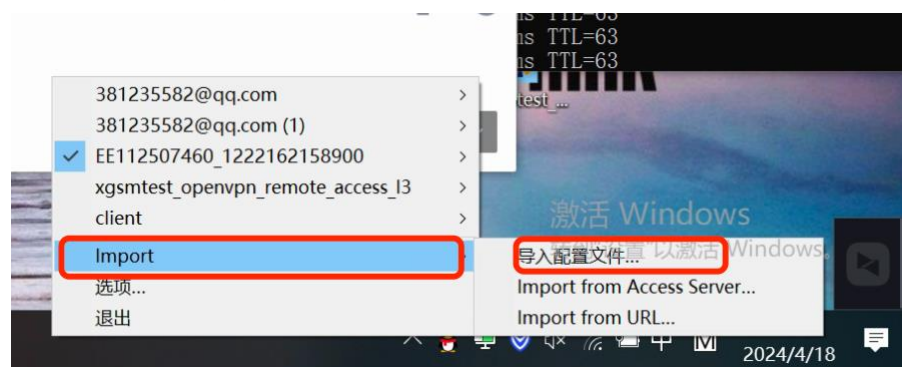 TTL=63
ms TTL=63
ms TTL=63
test_...
381235582@qq.com
381235582@qq.com (1)
EE112507460_1222162158900
xgsmtest_openvpn_remote_access_l3
client
激活 Windows
Import
导入配置文件...
以激活 Windows。
选项...
Import from Access Server...
退出
Import from URL...
中
M
2024/4/18